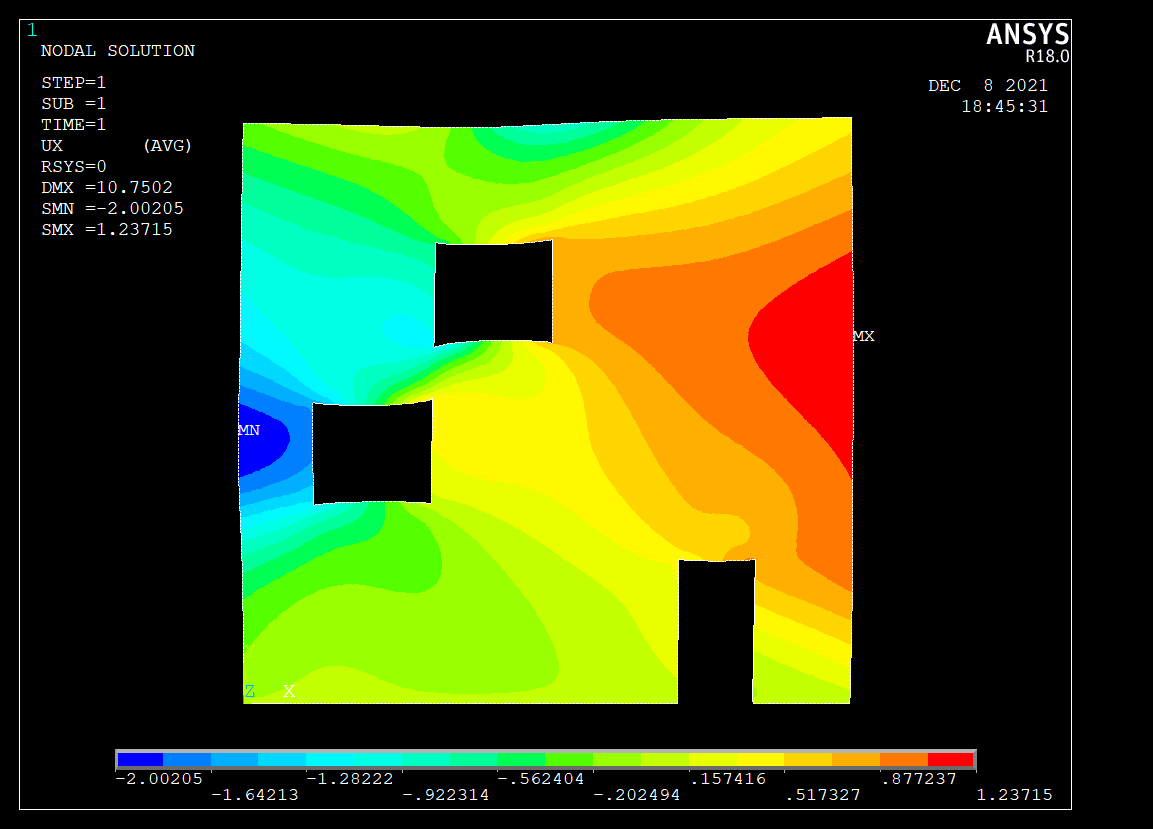 1
ANSYS
R18.0
NODAL SOLUTION
STEP=1
SUB =1
TIME=1
UX (AVG)
RSYS=0
DMX =10.7502
SMN =-2.00205
SMX =1.23715
DEC 8 2021
18:45:31
MX
MN
Z X
-2.00205 -1.28222 -.562404 .157416 .877237
-1.64213 -.922314 -.202494 .517327 1.23715